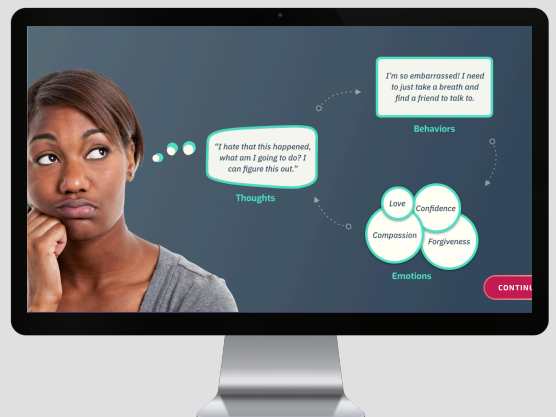 I'm so embarrassed! I need
to just take a breath and
find a friend to talk to.
Behaviors
"I hate that this happened,
what am I going to do? I
can figure this out."
Thoughts
Love
Confidence
Compassion
Forgiveness
Emotions
CONTINU